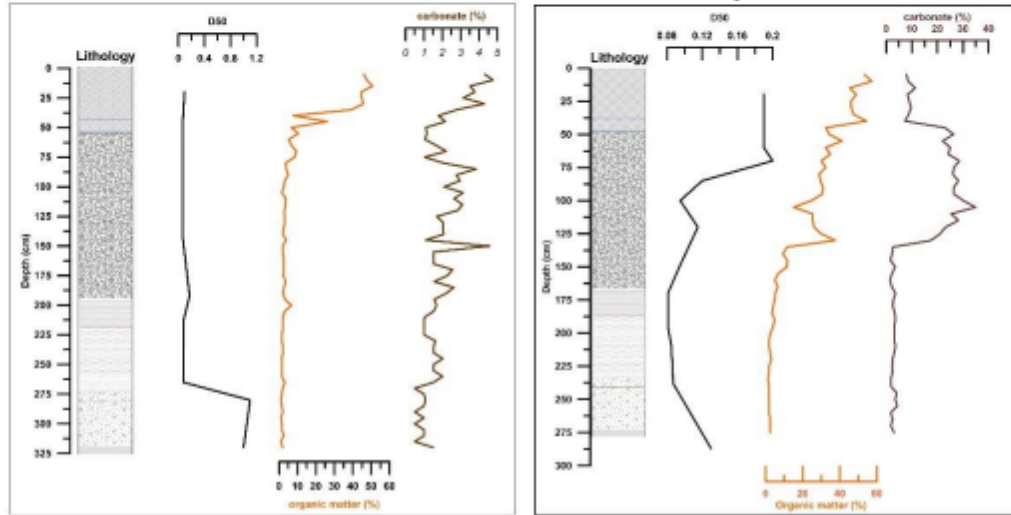 D50
0 0.4 1.2
carbonate (%)
0 1 2 3 4 5
Lithology
0
25
50
75
100
125
150
175
200
225
250
275
300
325
Depth (cm)
0 10 20 30 40 50 60
organic matter (%)
D50
0.08 0.12 0.16 0.2
carbonate (%)
0 10 20 30 40
Lithology
0
25
50
75
100
125
150
175
200
225
250
275
300
Depth (cm)
0 40 60
Organic matter (%)